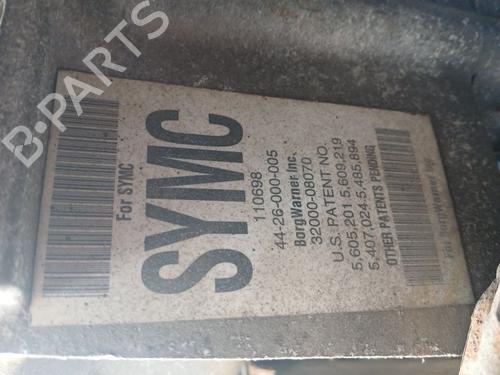 B-PARTS
For SYMC
SYMC
110698
44-26-000-005
BorgWarner, Inc.
32000-08070
U.S. PATENT NO.
5,605,201 5,609,219
5,407,024 5,485,894
OTHER PATENTS PENDING